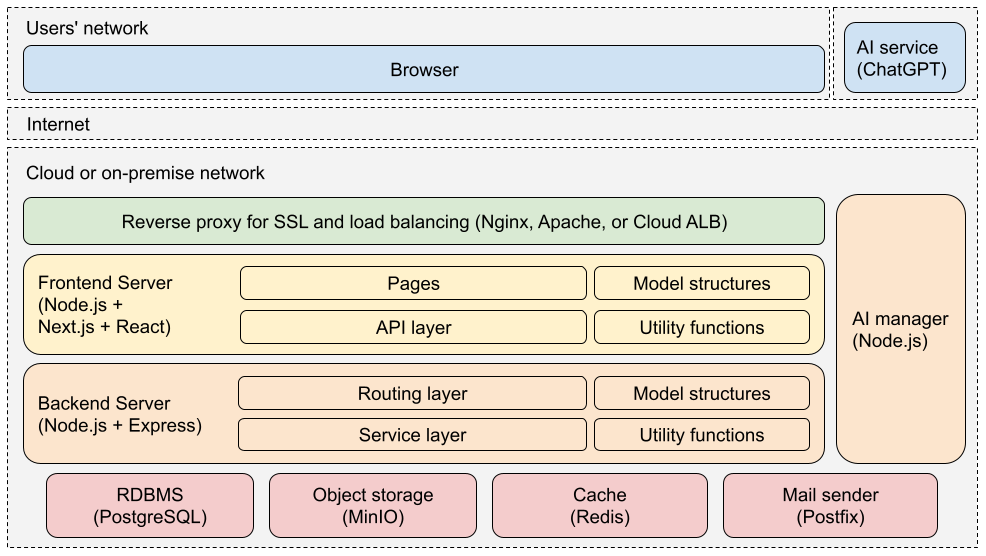 Users' network
Browser
AI service
(ChatGPT)
Internet
Cloud or on-premise network
Reverse proxy for SSL and load balancing (Nginx, Apache, or Cloud ALB)
Frontend Server
(Node.js +
Next.js + React)
Pages
Model structures
API layer
Utility functions
AI manager
(Node.js)
Backend Server
(Node.js + Express)
Routing layer
Model structures
Service layer
Utility functions
RDBMS
(PostgreSQL)
Object storage
(MinIO)
Cache
(Redis)
Mail sender
(Postfix)